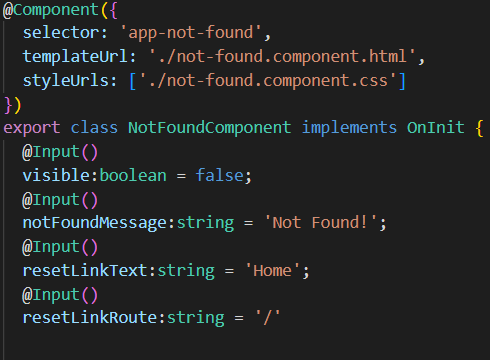 @Component({
  selector: 'app-not-found',
  templateUrl: './not-found.component.html',
  styleUrls: ['./not-found.component.css']
})
export class NotFoundComponent implements OnInit {
  @Input()
  visible:boolean = false;
  @Input()
  notFoundMessage:string = 'Not Found!';
  @Input()
  resetLinkText:string = 'Home';
  @Input()
  resetLinkRoute:string = '/'